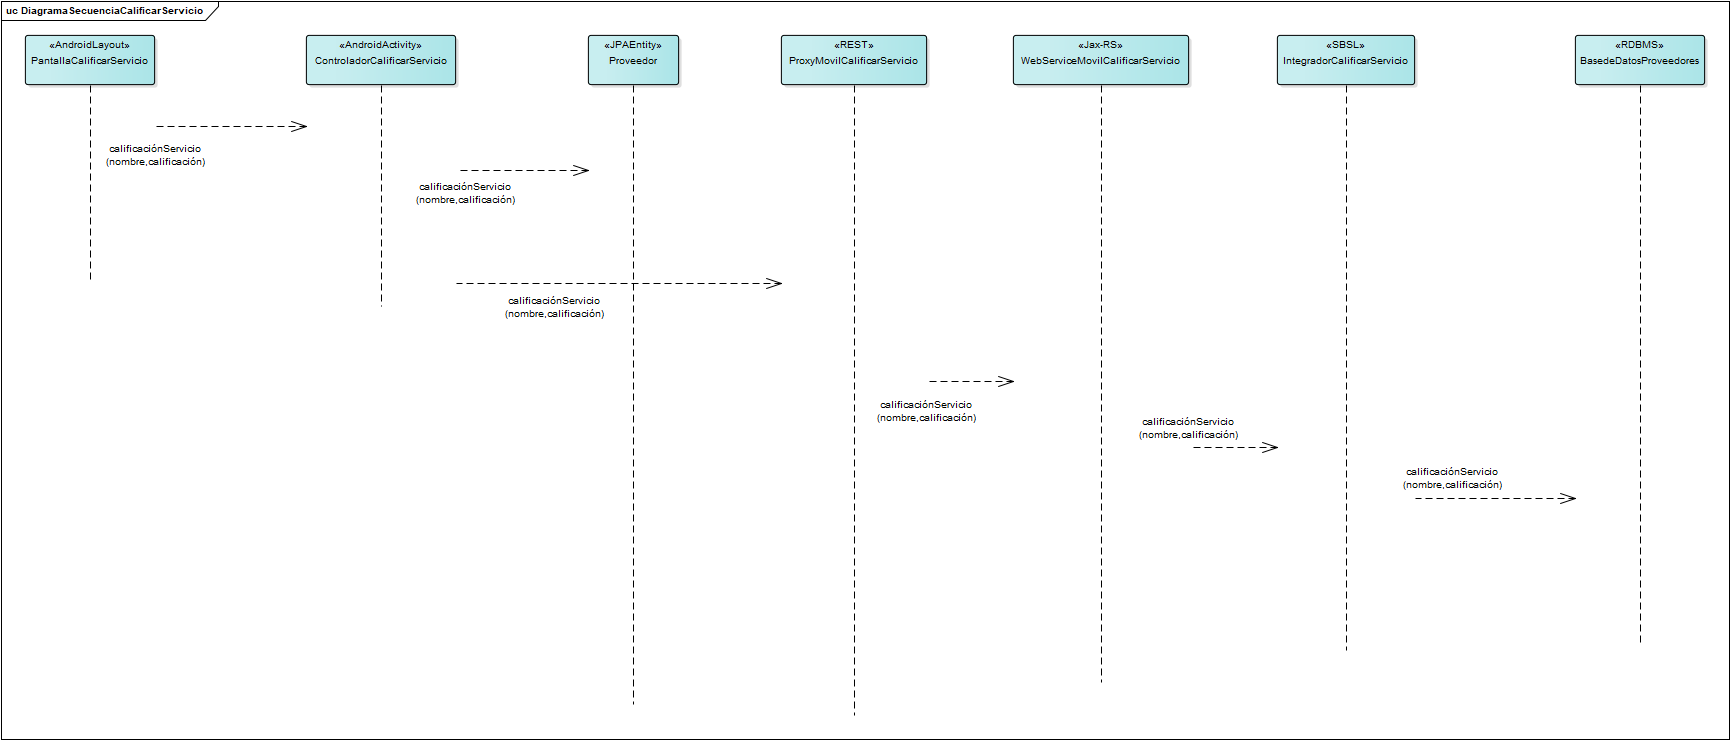 uc DiagramaSecuenciaCalificarServicio
«AndroidLayout»
PantallaCalificarServicio
«AndroidActivity»
ControladorCalificarServicio
«JPAEntity»
Proveedor
«REST»
ProxyMovilCalificarServicio
«Jax-RS»
WebServiceMovilCalificarServicio
«SBSL»
IntegradorCalificarServicio
«RDBMS»
BasedeDatosProveedores
calificaciónServicio
(nombre,calificación)
calificaciónServicio
(nombre,calificación)
calificaciónServicio
(nombre,calificación)
calificaciónServicio
(nombre,calificación)
calificaciónServicio
(nombre,calificación)
calificaciónServicio
(nombre,calificación)